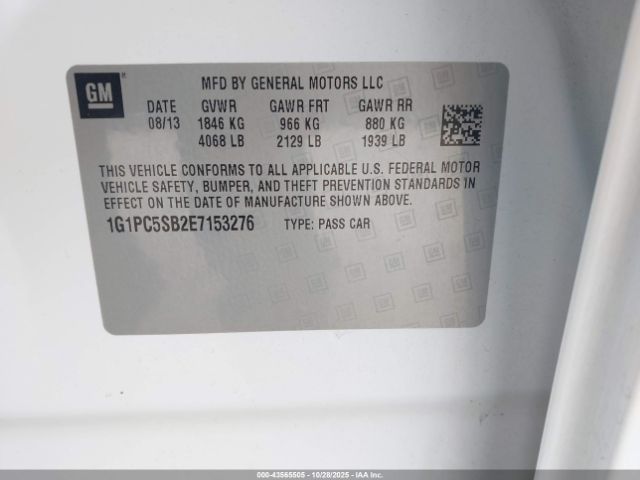 GM MFD BY GENERAL MOTORS LLC
DATE GVWR GAWR FRT GAWR RR
08/13 1846 KG 966 KG 880 KG
4068 LB 2129 LB 1939 LB
THIS VEHICLE CONFORMS TO ALL APPLICABLE U.S. FEDERAL MOTOR
VEHICLE SAFETY, BUMPER, AND THEFT PREVENTION STANDARDS IN
EFFECT ON THE DATE OF MANUFACTURE SHOWN ABOVE.
1G1PC5SB2E7153276 TYPE: PASS CAR
000-43565505 - 10/28/2025 - IAA Inc.